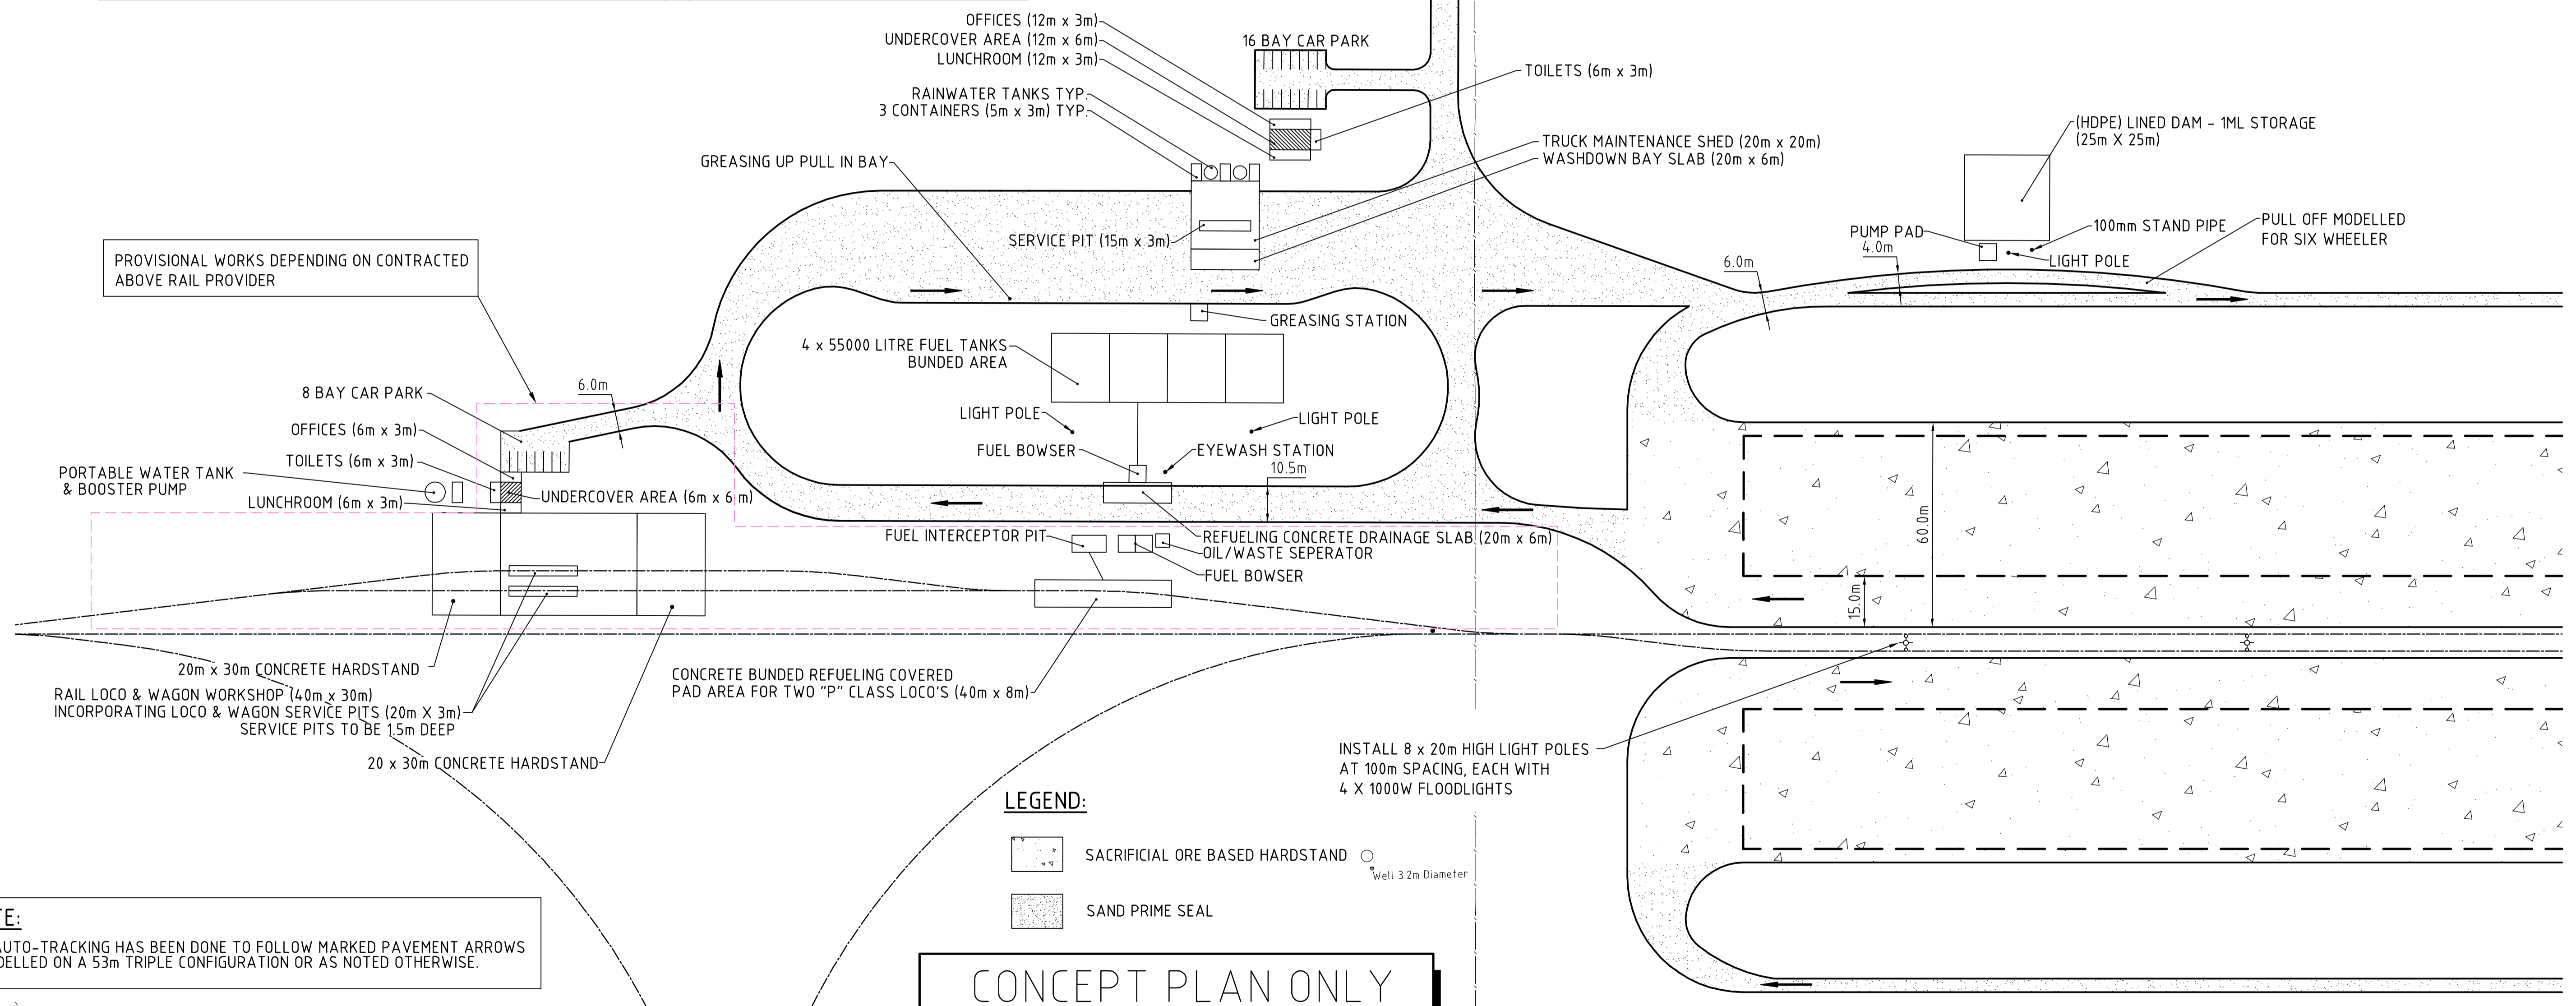 OFFICES (12m x 3m)
UNDERCOVER AREA (12m x 6m)
LUNCHROOM (12m x 3m)
16 BAY CAR PARK
TOILETS (6m x 3m)
RAINWATER TANKS TYP.
3 CONTAINERS (5m x 3m) TYP.
TRUCK MAINTENANCE SHED (20m x 20m)
WASHDOWN BAY SLAB (20m x 6m)
GREASING UP PULL IN BAY
SERVICE PIT (15m x 3m)
(HDPE) LINED DAM - 1ML STORAGE
(25m X 25m)
PUMP PAD
100mm STAND PIPE
LIGHT POLE
PULL OFF MODELLED
FOR SIX WHEELER
4.0m
6.0m
PROVISIONAL WORKS DEPENDING ON CONTRACTED
ABOVE RAIL PROVIDER
GREASING STATION
4 x 55000 LITRE FUEL TANKS
BUNDED AREA
6.0m
8 BAY CAR PARK
OFFICES (6m x 3m)
TOILETS (6m x 3m)
PORTABLE WATER TANK
& BOOSTER PUMP
LUNCHROOM (6m x 3m)
UNDERCOVER AREA (6m x 6 m)
LIGHT POLE
LIGHT POLE
FUEL BOWSER
EYEWASH STATION
10.5m
FUEL INTERCEPTOR PIT
REFUELING CONCRETE DRAINAGE SLAB (20m x 6m)
OIL/WASTE SEPERATOR
FUEL BOWSER
60.0m
15.0m
20m x 30m CONCRETE HARDSTAND
RAIL LOCO & WAGON WORKSHOP (40m x 30m)
INCORPORATING LOCO & WAGON SERVICE PITS (20m X 3m)
SERVICE PITS TO BE 1.5m DEEP
20 x 30m CONCRETE HARDSTAND
CONCRETE BUNDED REFUELING COVERED
PAD AREA FOR TWO "P" CLASS LOCO'S (40m x 8m)
INSTALL 8 x 20m HIGH LIGHT POLES
AT 100m SPACING, EACH WITH
4 X 1000W FLOODLIGHTS
LEGEND:
SACRIFICIAL ORE BASED HARDSTAND
Well 3.2m Diameter
SAND PRIME SEAL
TE:
AUTO-TRACKING HAS BEEN DONE TO FOLLOW MARKED PAVEMENT ARROWS
DELLED ON A 53m TRIPLE CONFIGURATION OR AS NOTED OTHERWISE.
CONCEPT PLAN ONLY